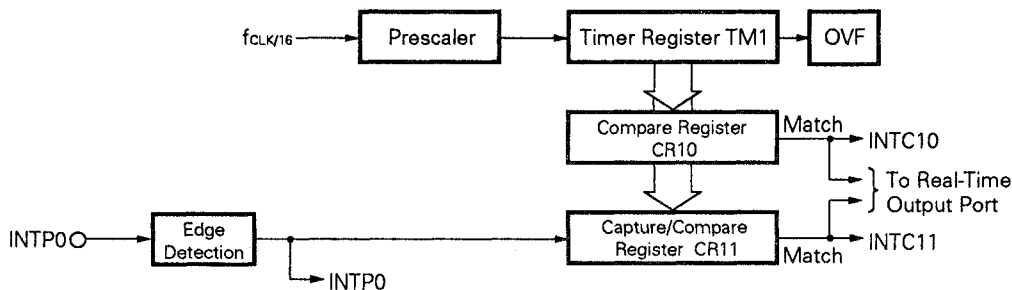 fCLK/16
Prescaler
Timer Register TM1
OVF
Compare Register
CR10
Match
INTC10
To Real-Time
Output Port
INTP0
Edge
Detection
Capture/Compare
Register CR11
Match
INTC11
INTP0